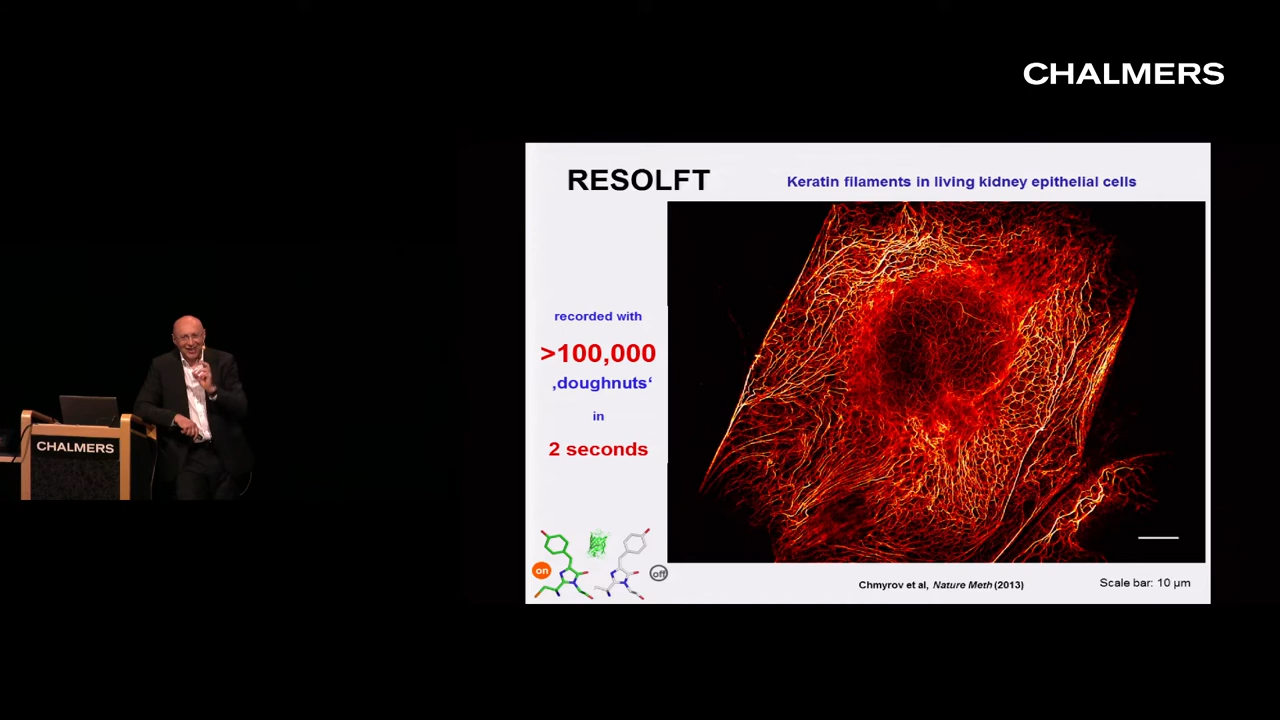 CHALMERS
RESOLFT
Keratin filaments in living kidney epithelial cells
recorded with
>100,000
‚doughnuts‘
in
2 seconds
on
off
Chmyrov et al, Nature Meth (2013)
Scale bar: 10 µm
CHALMERS